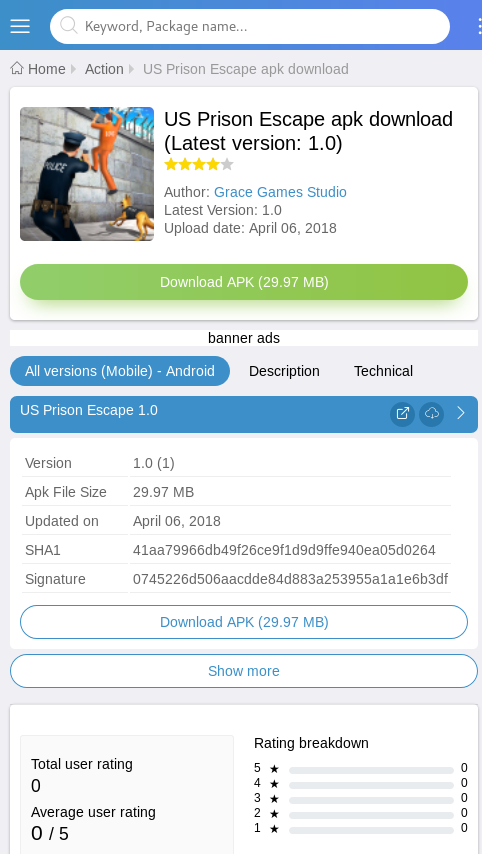 Keyword, Package name...
Home Action US Prison Escape apk download
POLICE
US Prison Escape apk download
(Latest version: 1.0)
Author: Grace Games Studio
Latest Version: 1.0
Upload date: April 06, 2018
Download APK (29.97 MB)
banner ads
All versions (Mobile) - Android Description Technical
US Prison Escape 1.0
Version 1.0 (1)
Apk File Size 29.97 MB
Updated on April 06, 2018
SHA1 41aa79966db49f26ce9f1d9d9ffe940ea05d0264
Signature 0745226d506aacdde84d883a253955a1a1e6b3df
Download APK (29.97 MB)
Show more
Total user rating
0
Average user rating
0 / 5
Rating breakdown
5 ★ 0
4 ★ 0
3 ★ 0
2 ★ 0
1 ★ 0